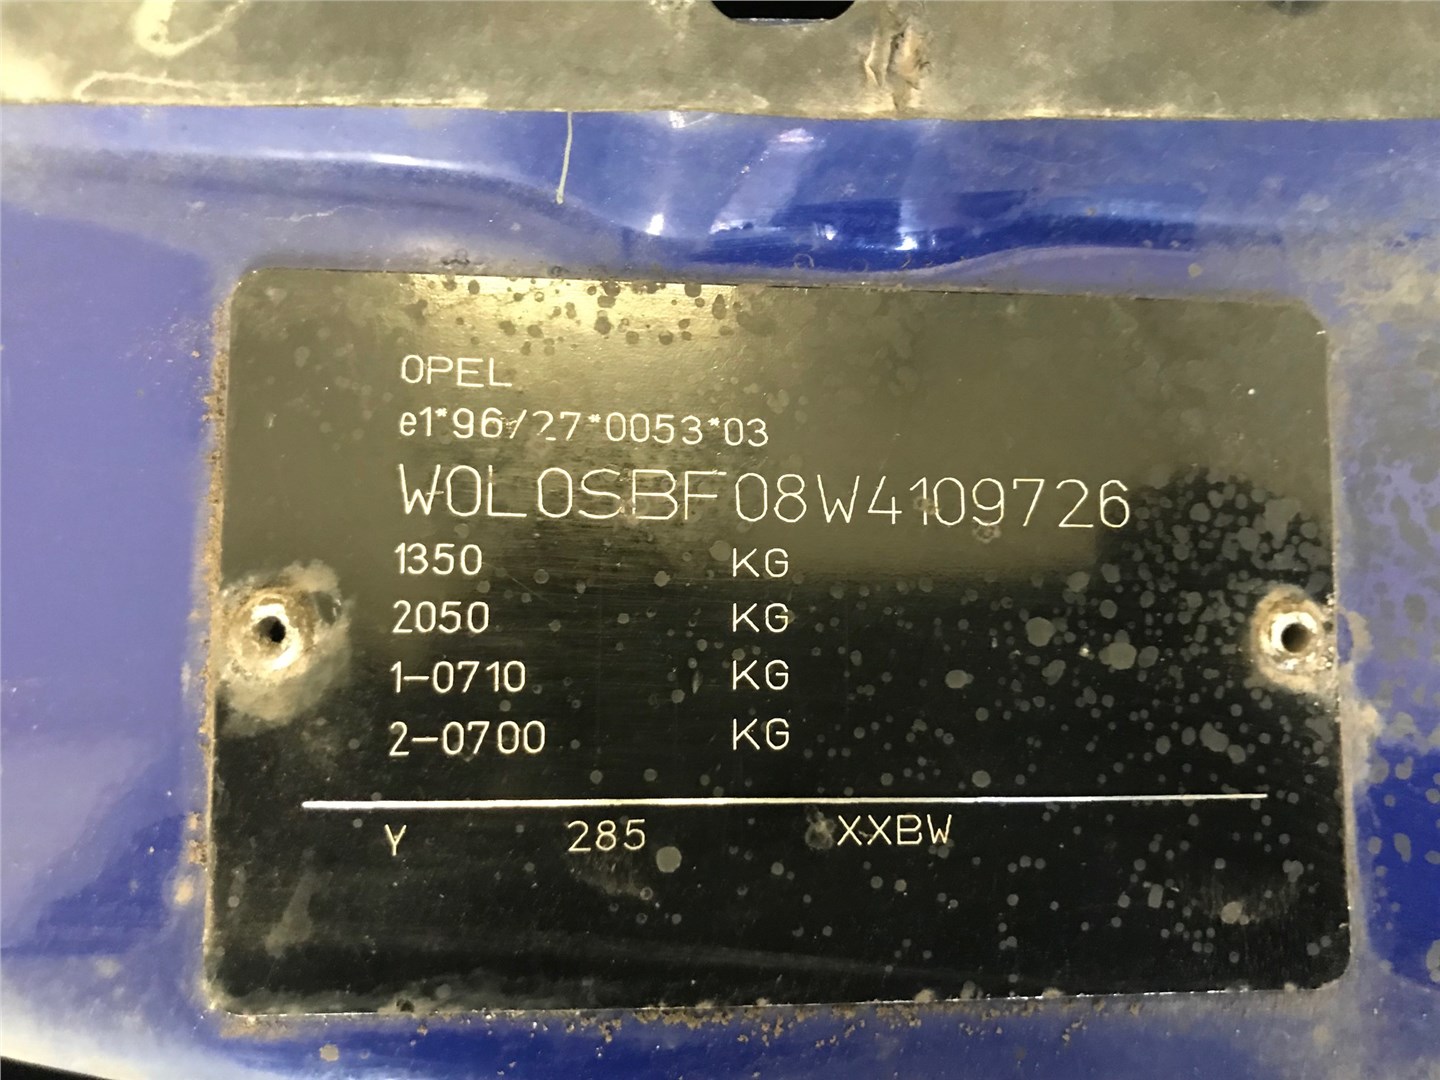 OPEL
e1*96/27*0053*03
W0L0SBF08W4109726
1350 KG
2050 KG
1-0710 KG
2-0700 KG
Y 285 XXBW